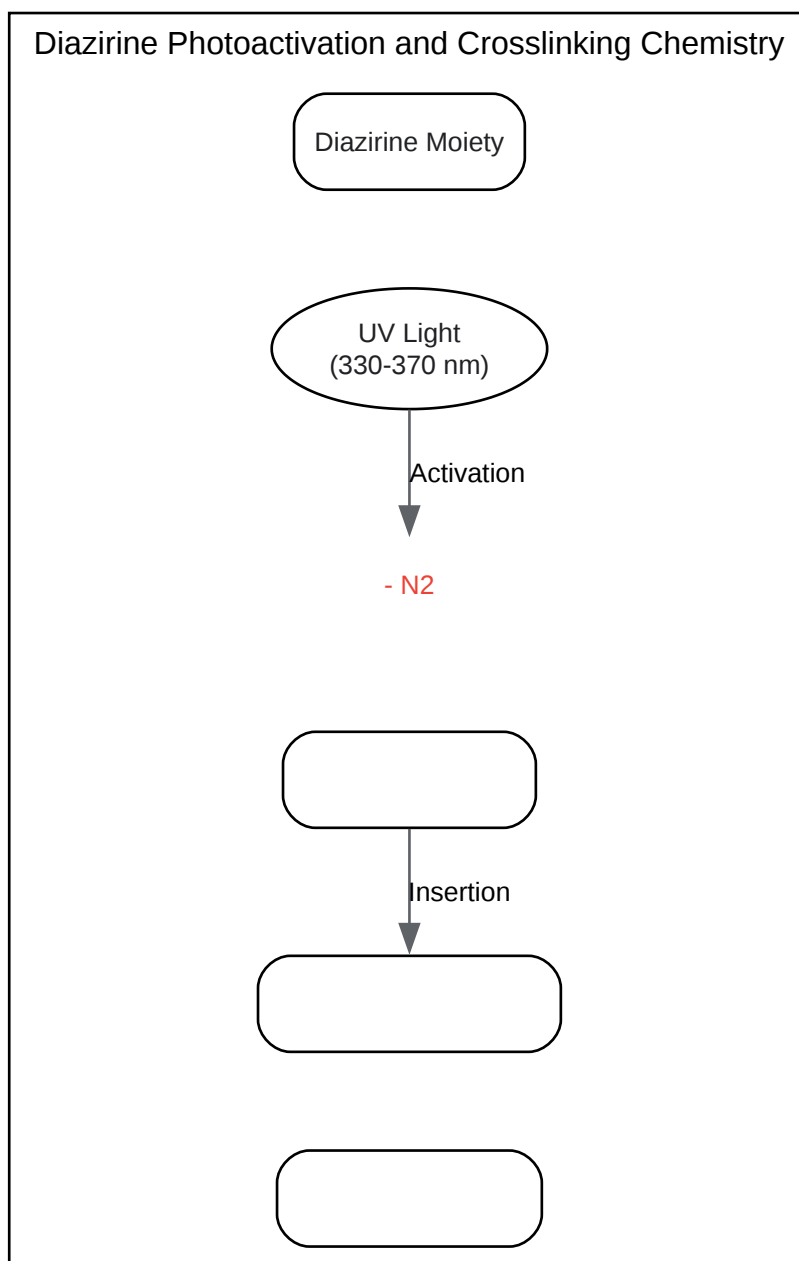 Diazirine Photoactivation and Crosslinking Chemistry
Diazirine Moiety
UV Light
(330-370 nm)
Activation
- N2
Insertion